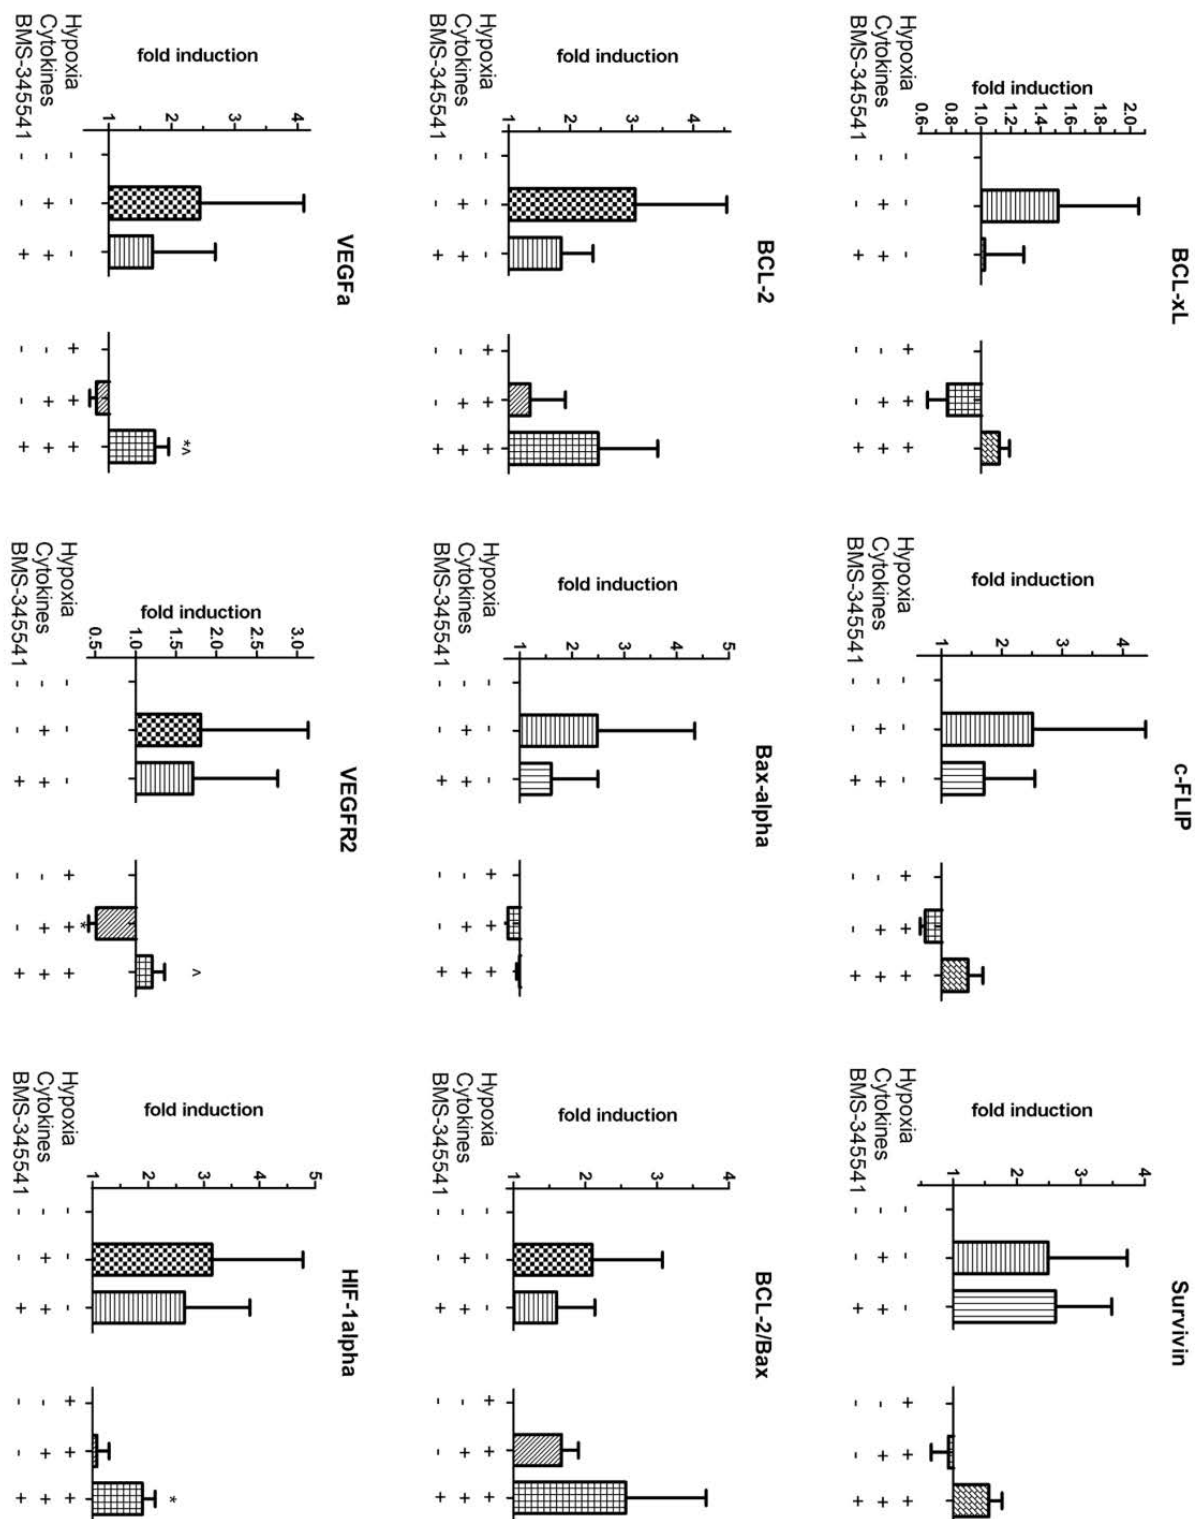 BCL-xL
fold induction
2.0
1.8
1.6
1.4
1.2
1.0
0.8
0.6
Hypoxia - - - + + +
Cytokines - + + - + +
BMS-345541 - - + - - +
c-FLIP
fold induction
4
3
2
1
Hypoxia - - - + + +
Cytokines - + + - + +
BMS-345541 - - + - - +
Survivin
fold induction
4
3
2
1
Hypoxia - - - + + +
Cytokines - + + - + +
BMS-345541 - - + - - +
BCL-2
fold induction
4
3
2
1
Hypoxia - - - + + +
Cytokines - + + - + +
BMS-345541 - - + - - +
Bax-alpha
fold induction
5
4
3
2
1
Hypoxia - - - + + +
Cytokines - + + - + +
BMS-345541 - - + - - +
BCL-2/Bax
fold induction
4
3
2
1
Hypoxia - - - + + +
Cytokines - + + - + +
BMS-345541 - - + - - +
VEGFa
fold induction
4
3
2
1
*^
Hypoxia - - - + + +
Cytokines - + + - + +
BMS-345541 - - + - - +
VEGFR2
fold induction
3.0
2.5
2.0
1.5
1.0
0.5
^
*
Hypoxia - - - + + +
Cytokines - + + - + +
BMS-345541 - - + - - +
HIF-1alpha
fold induction
5
4
3
2
1
*
Hypoxia - - - + + +
Cytokines - + + - + +
BMS-345541 - - + - - +